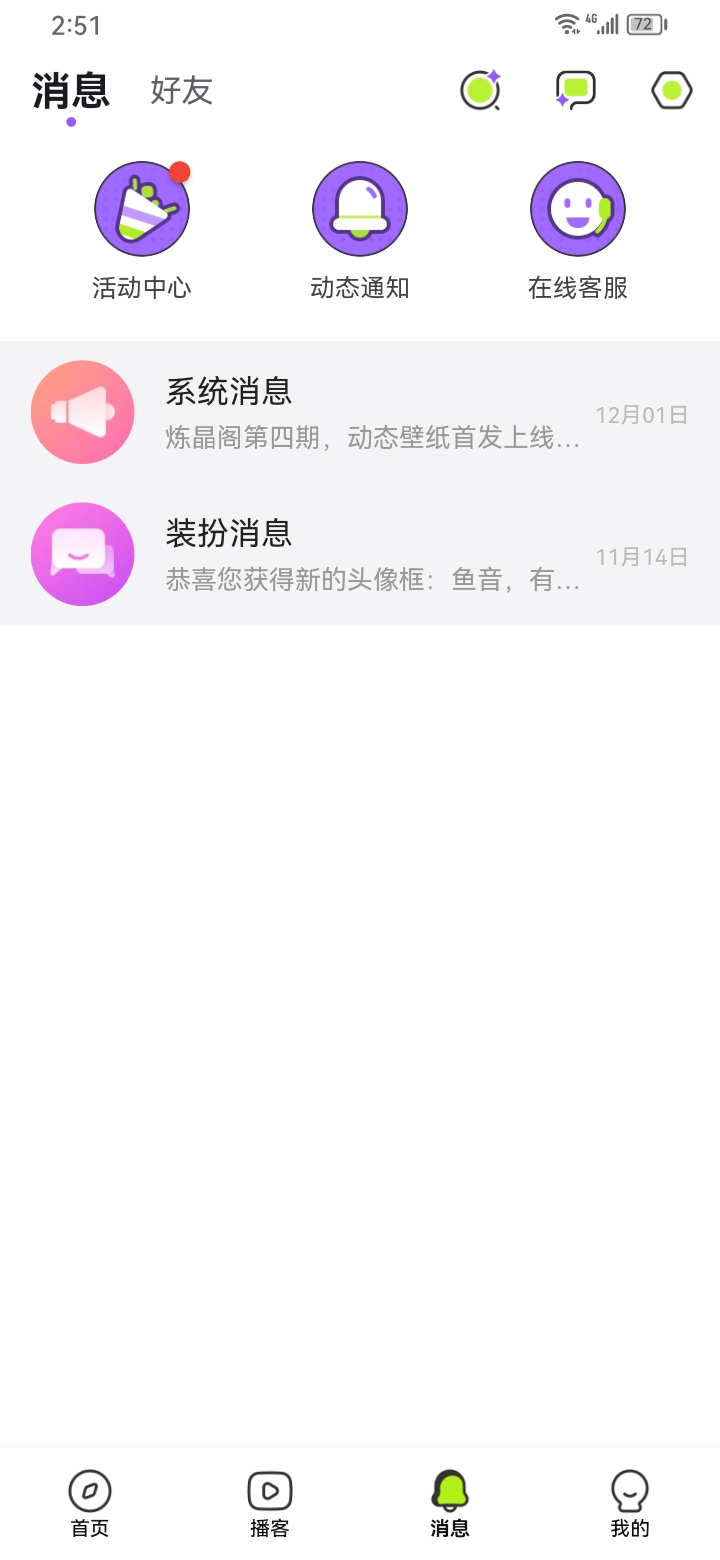 2:51
4G
72
消息
好友
活动中心
动态通知
在线客服
系统消息
炼晶阁第四期，动态壁纸首发上线...
12月01日
装扮消息
恭喜您获得新的头像框：鱼音，有...
11月14日
首页
播客
消息
我的